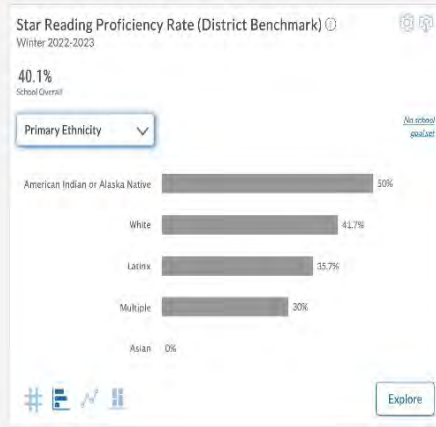 Star Reading Proficiency Rate (District Benchmark) ⓘ
Winter 2022-2023
40.1%
School Overall
Primary Ethnicity
No school
goal set
American Indian or Alaska Native 50%
White 41.7%
Latinx 35.7%
Multiple 30%
Asian 0%
Explore